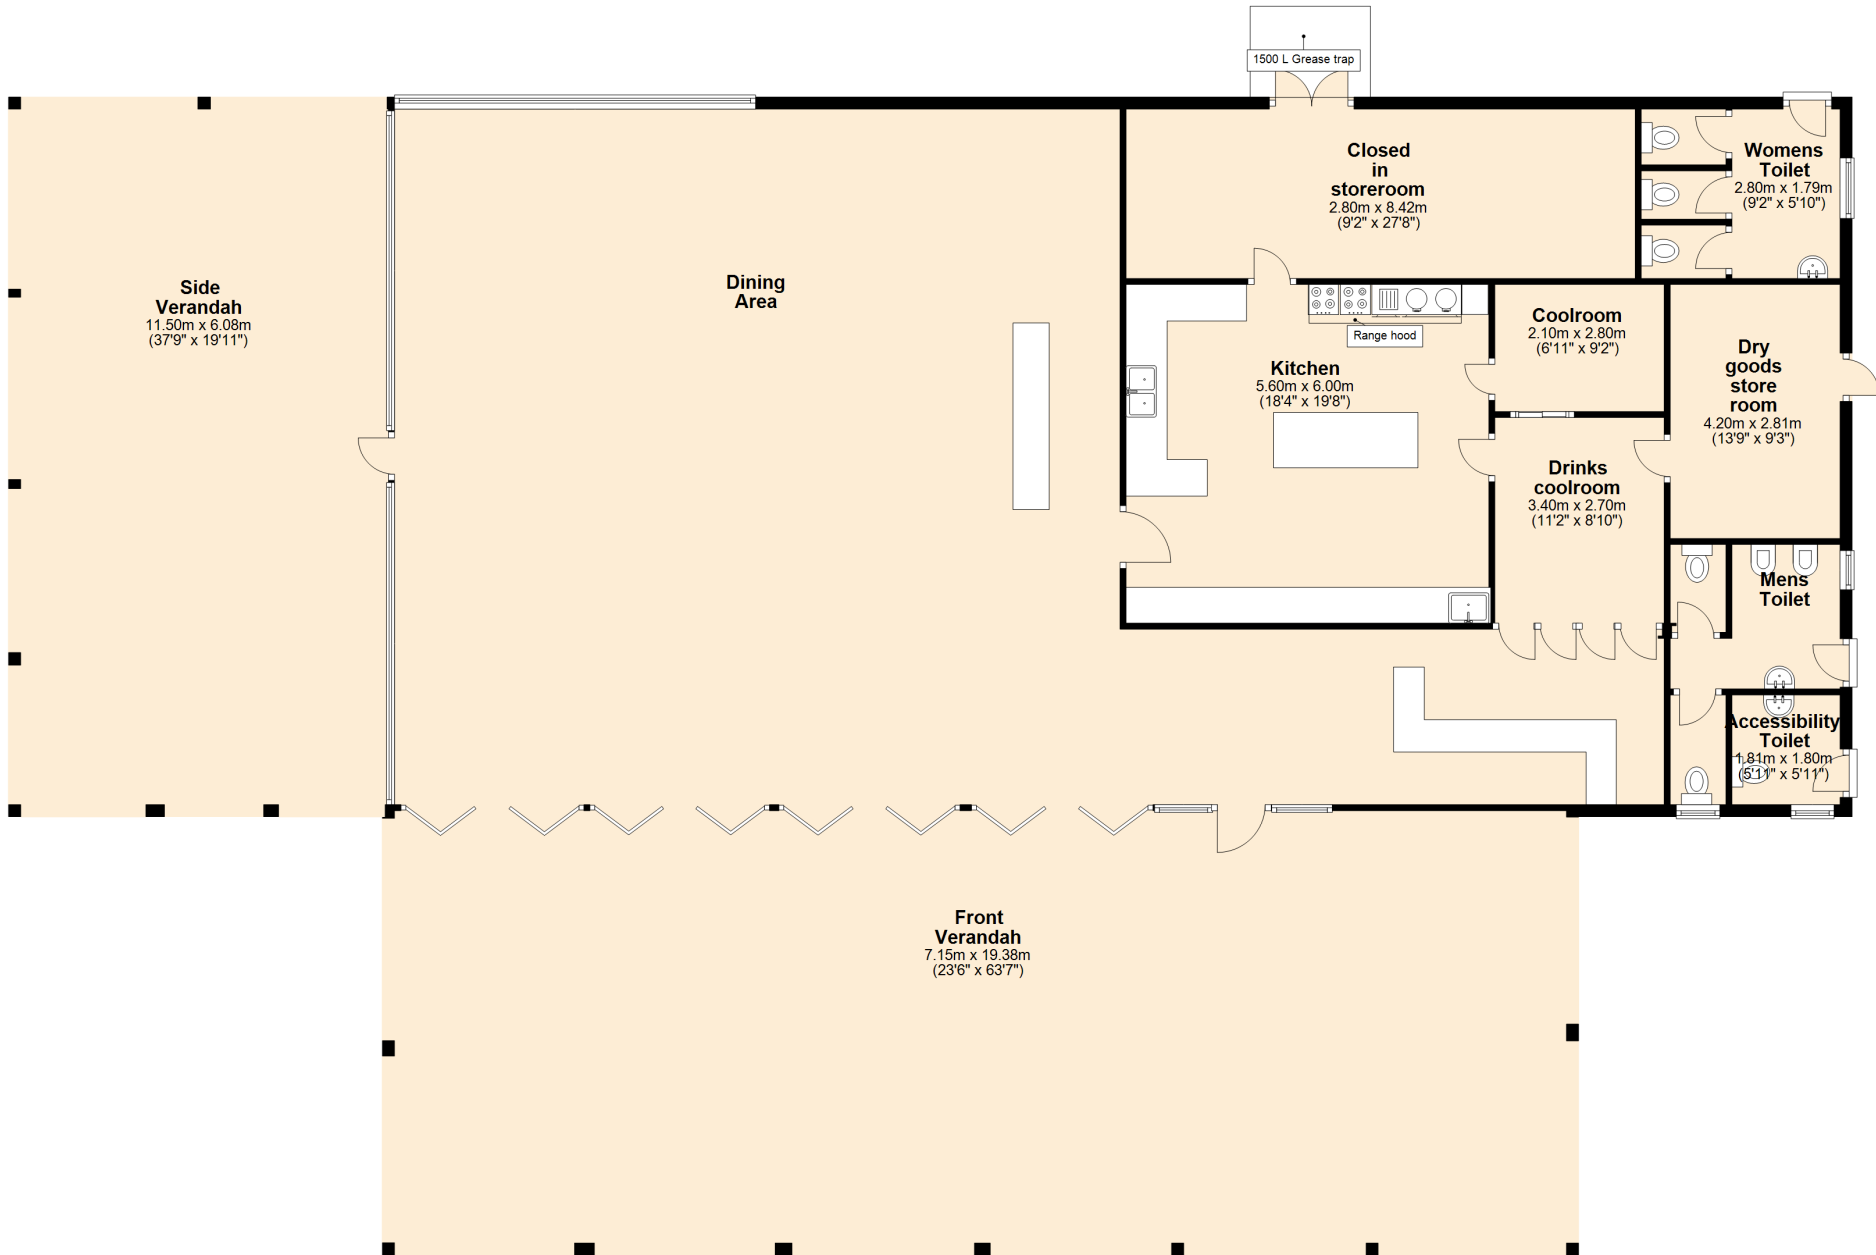 1500 L Grease trap
Closed
in
storeroom
2.80m x 8.42m
(9'2" x 27'8")
Womens
Toilet
2.80m x 1.79m
(9'2" x 5'10")
Side
Verandah
11.50m x 6.08m
(37'9" x 19'11")
Dining
Area
Range hood
Kitchen
5.60m x 6.00m
(18'4" x 19'8")
Coolroom
2.10m x 2.80m
(6'11" x 9'2")
Dry
goods
store
room
4.20m x 2.81m
(13'9" x 9'3")
Drinks
coolroom
3.40m x 2.70m
(11'2" x 8'10")
Mens
Toilet
Accessibility
Toilet
1.81m x 1.80m
(5'11" x 5'11")
Front
Verandah
7.15m x 19.38m
(23'6" x 63'7")